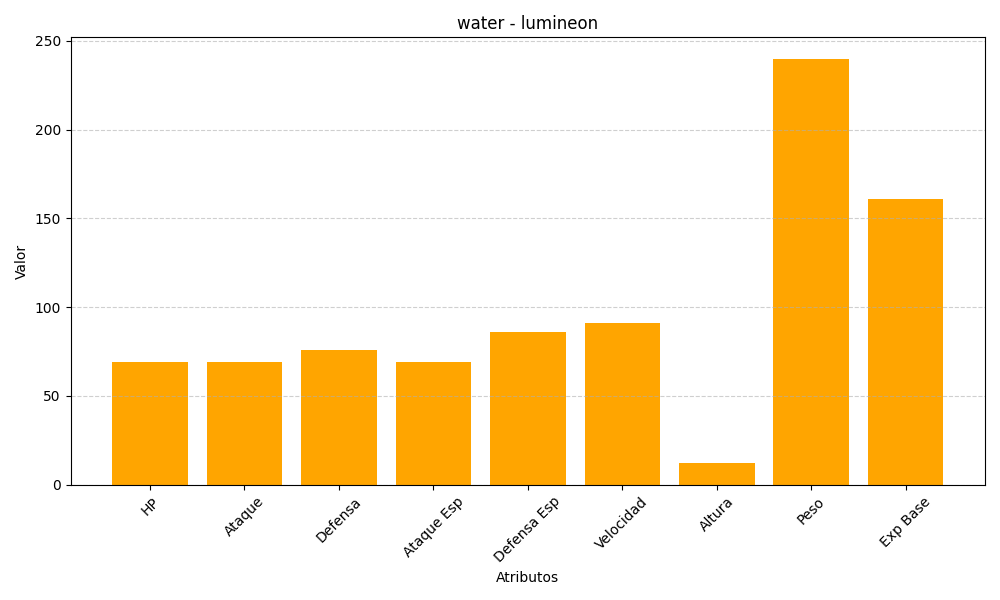 water - lumineon
Valor
250
200
150
100
50
0
HP
Ataque
Defensa
Ataque Esp
Defensa Esp
Velocidad
Altura
Peso
Exp Base
Atributos